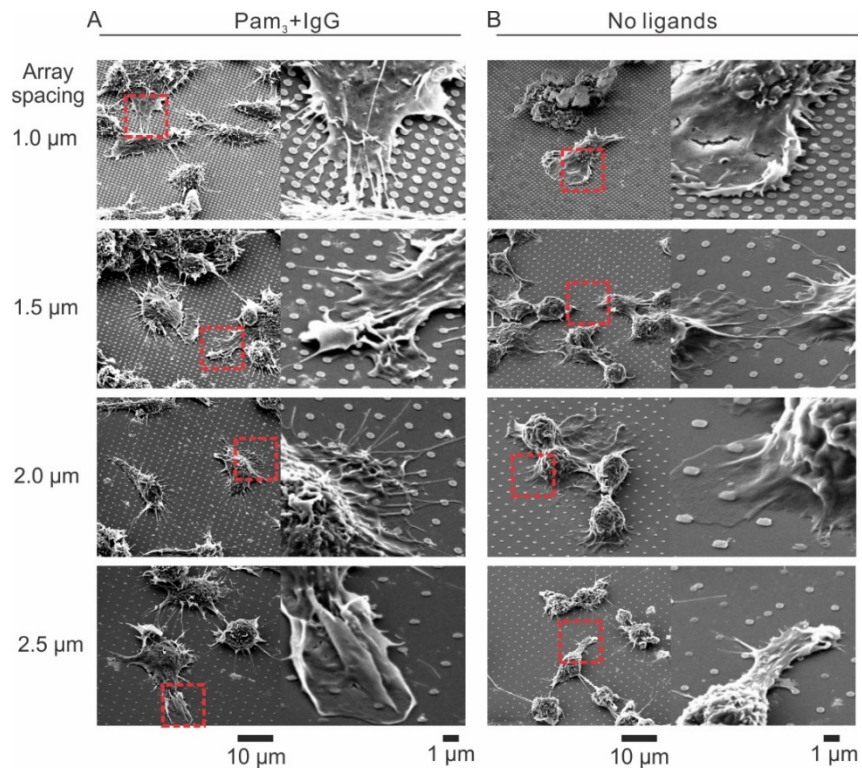 A Pam₃+IgG B No ligands
Array
spacing
1.0 µm
1.5 µm
2.0 µm
2.5 µm
10 µm 1 µm 10 µm 1 µm